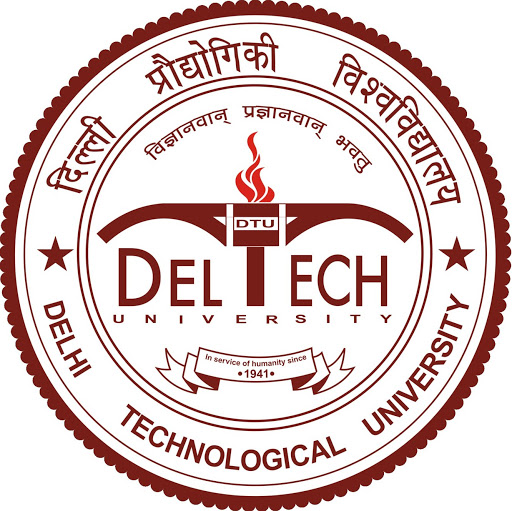 दिल्ली प्रौद्योगिकी विश्वविद्यालय
विज्ञानवान् प्रज्ञानवान् भवतु
DTU
DELTECH
UNIVERSITY
In service of humanity since
•1941•
DELHI TECHNOLOGICAL UNIVERSITY